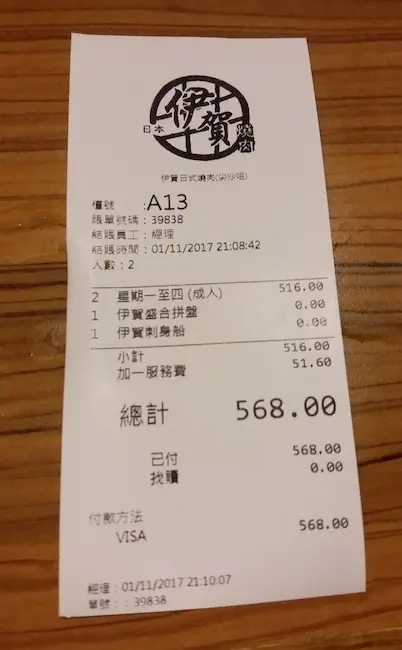 日本 伊賀 燒肉
伊賀日式燒肉(尖沙咀)
檯號 :A13
賬單號碼 : 39838
結賬員工 : 經理
結賬時間 : 01/11/2017 21:08:42
人數 : 2
2 星期一至四 (成人) 516.00
1 伊賀盛合拼盤 0.00
1 伊賀刺身船 0.00
小計 516.00
加一服務費 51.60
總計 568.00
已付 568.00
找贖 0.00
付款方法
VISA 568.00
經理 : 01/11/2017 21:10:07
單號 : : 39838